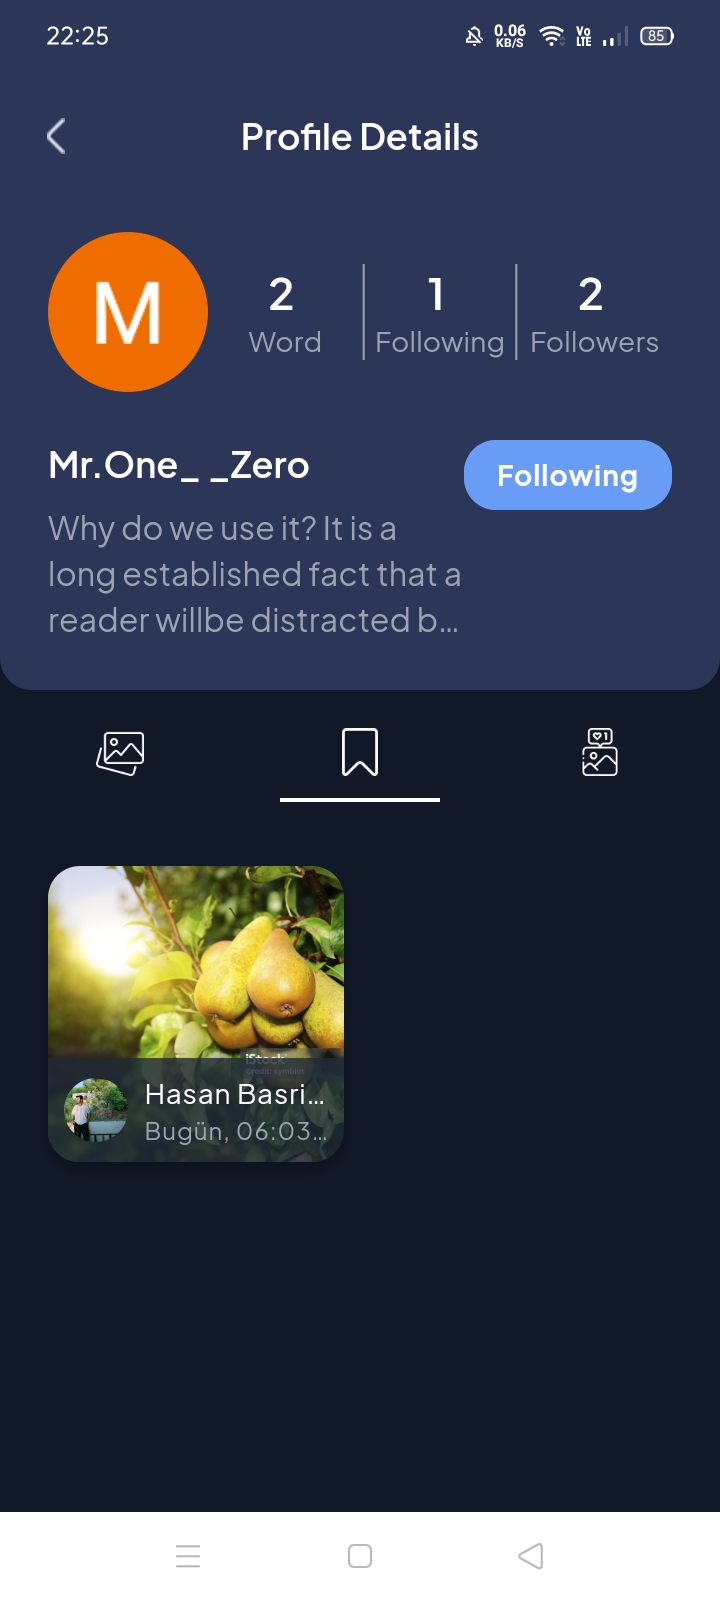 22:25
0.06
KB/S
Vo
LTE
85
Profile Details
M
2
1
2
Word
Following
Followers
Mr.One_ _Zero
Following
Why do we use it? It is a
long established fact that a
reader willbe distracted b...
1
iStock
Credit: symbiot
Hasan Basri...
Bugün, 06:03...